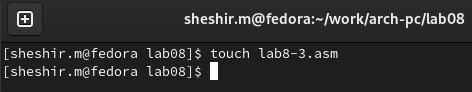 sheshir.m@fedora:~/work/arch-pc/lab08
[sheshir.m@fedora lab08]$ touch lab8-3.asm
[sheshir.m@fedora lab08]$